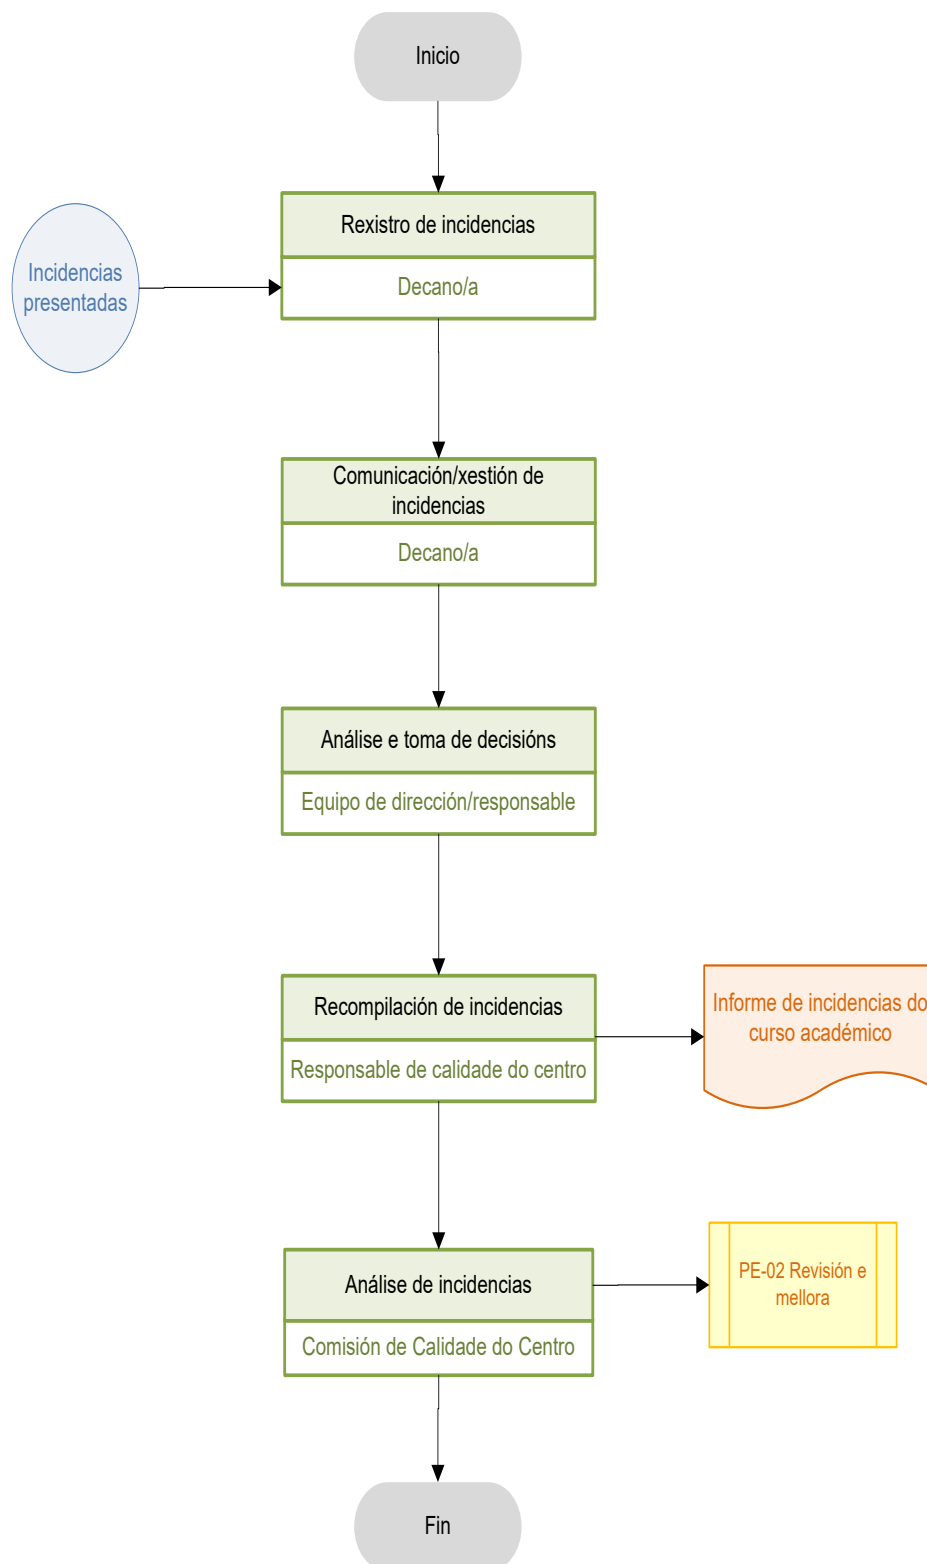 Inicio
Rexistro de incidencias
Decano/a
Incidencias
presentadas
Comunicación/xestión de
incidencias
Decano/a
Análise e toma de decisións
Equipo de dirección/responsable
Recompilación de incidencias
Responsable de calidade do centro
Informe de incidencias do
curso académico
Análise de incidencias
Comisión de Calidade do Centro
PE-02 Revisión e
mellora
Fin